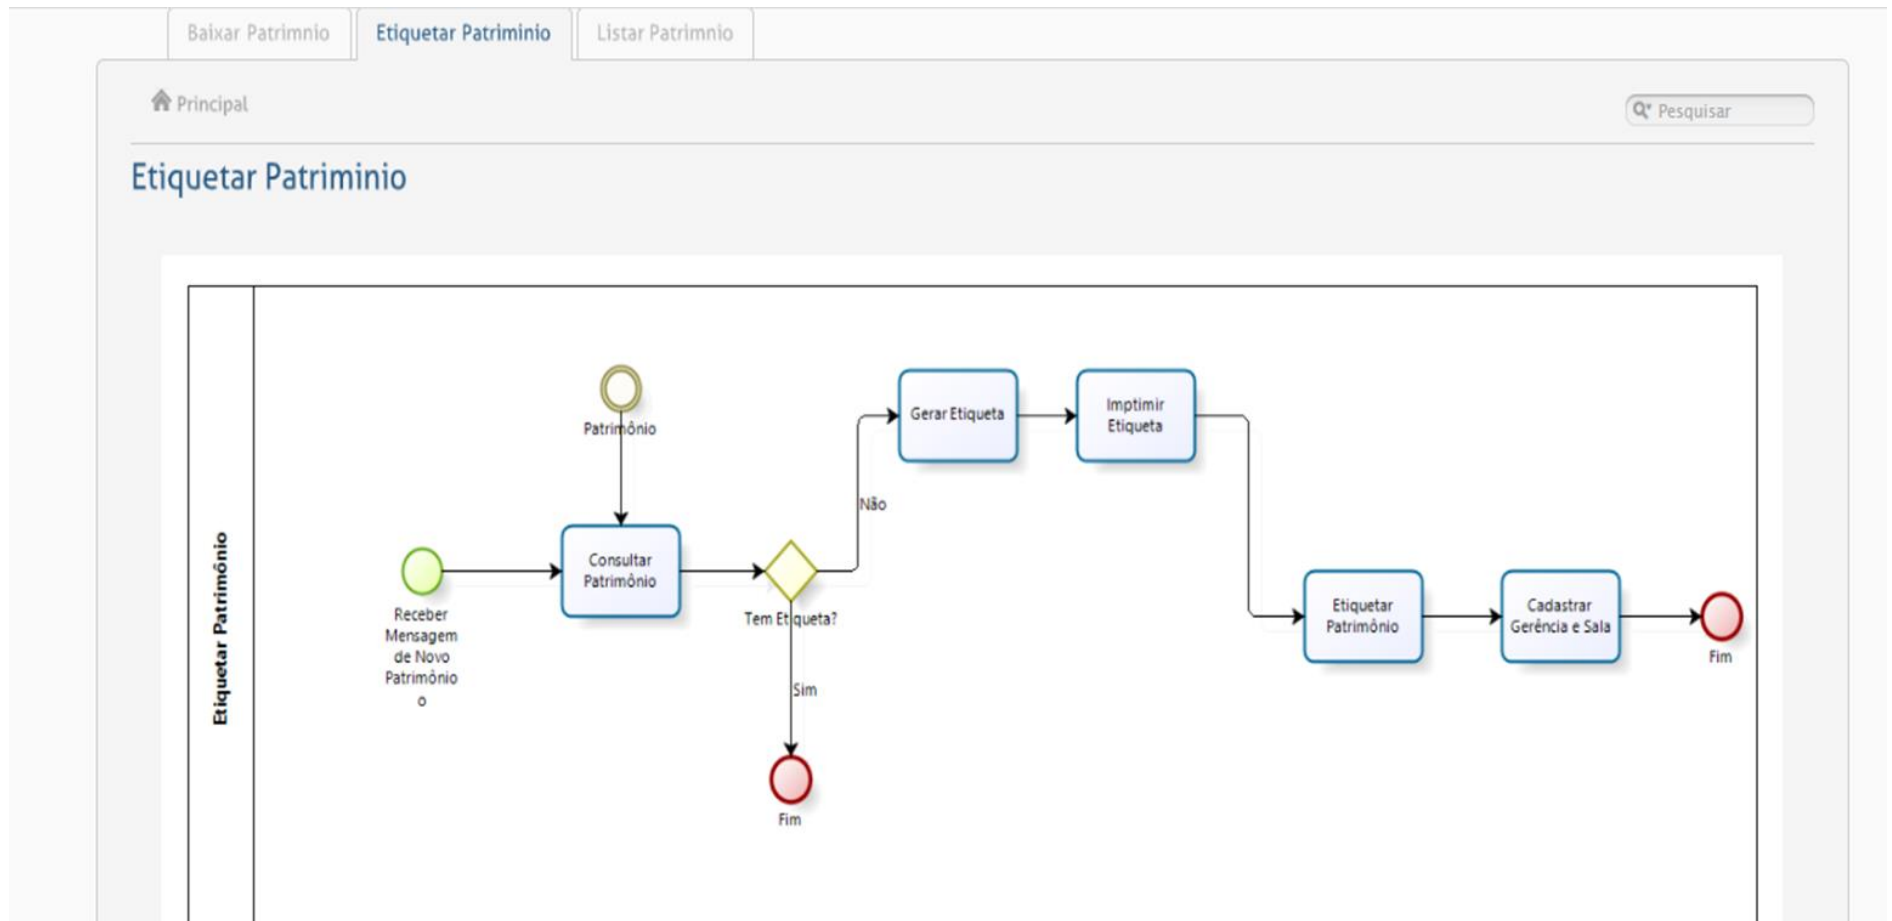 Baixar Patrimnio
Etiquetar Patriminio
Listar Patrimnio
Principal
Pesquisar
Etiquetar Patriminio
Etiquetar Patrimônio
Patrimônio
Gerar Etiqueta
Imptimir
Etiqueta
Não
Receber
Mensagem
de Novo
Patrimônio
o
Consultar
Patrimônio
Tem Etiqueta?
Sim
Fim
Etiquetar
Patrimônio
Cadastrar
Gerência e Sala
Fim